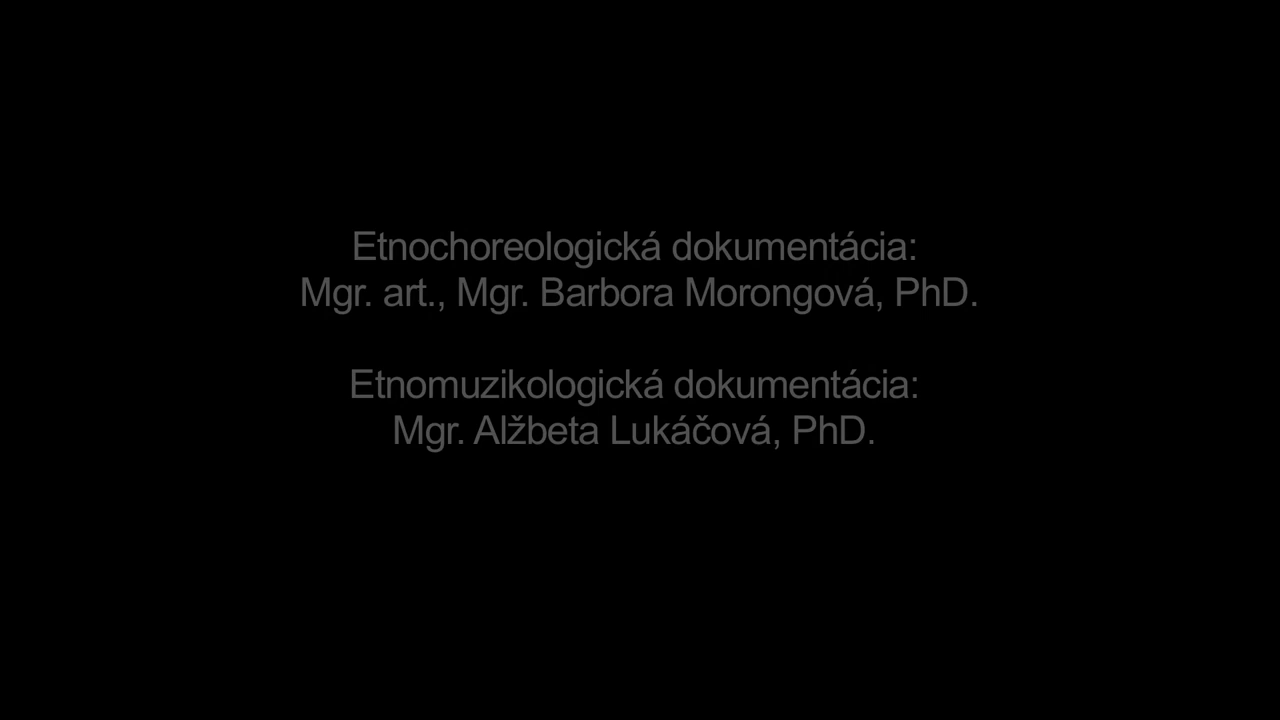 Etnochoreologická dokumentácia:
Mgr. art., Mgr. Barbora Morongová, PhD.
Etnomuzikologická dokumentácia:
Mgr. Alžbeta Lukáčová, PhD.